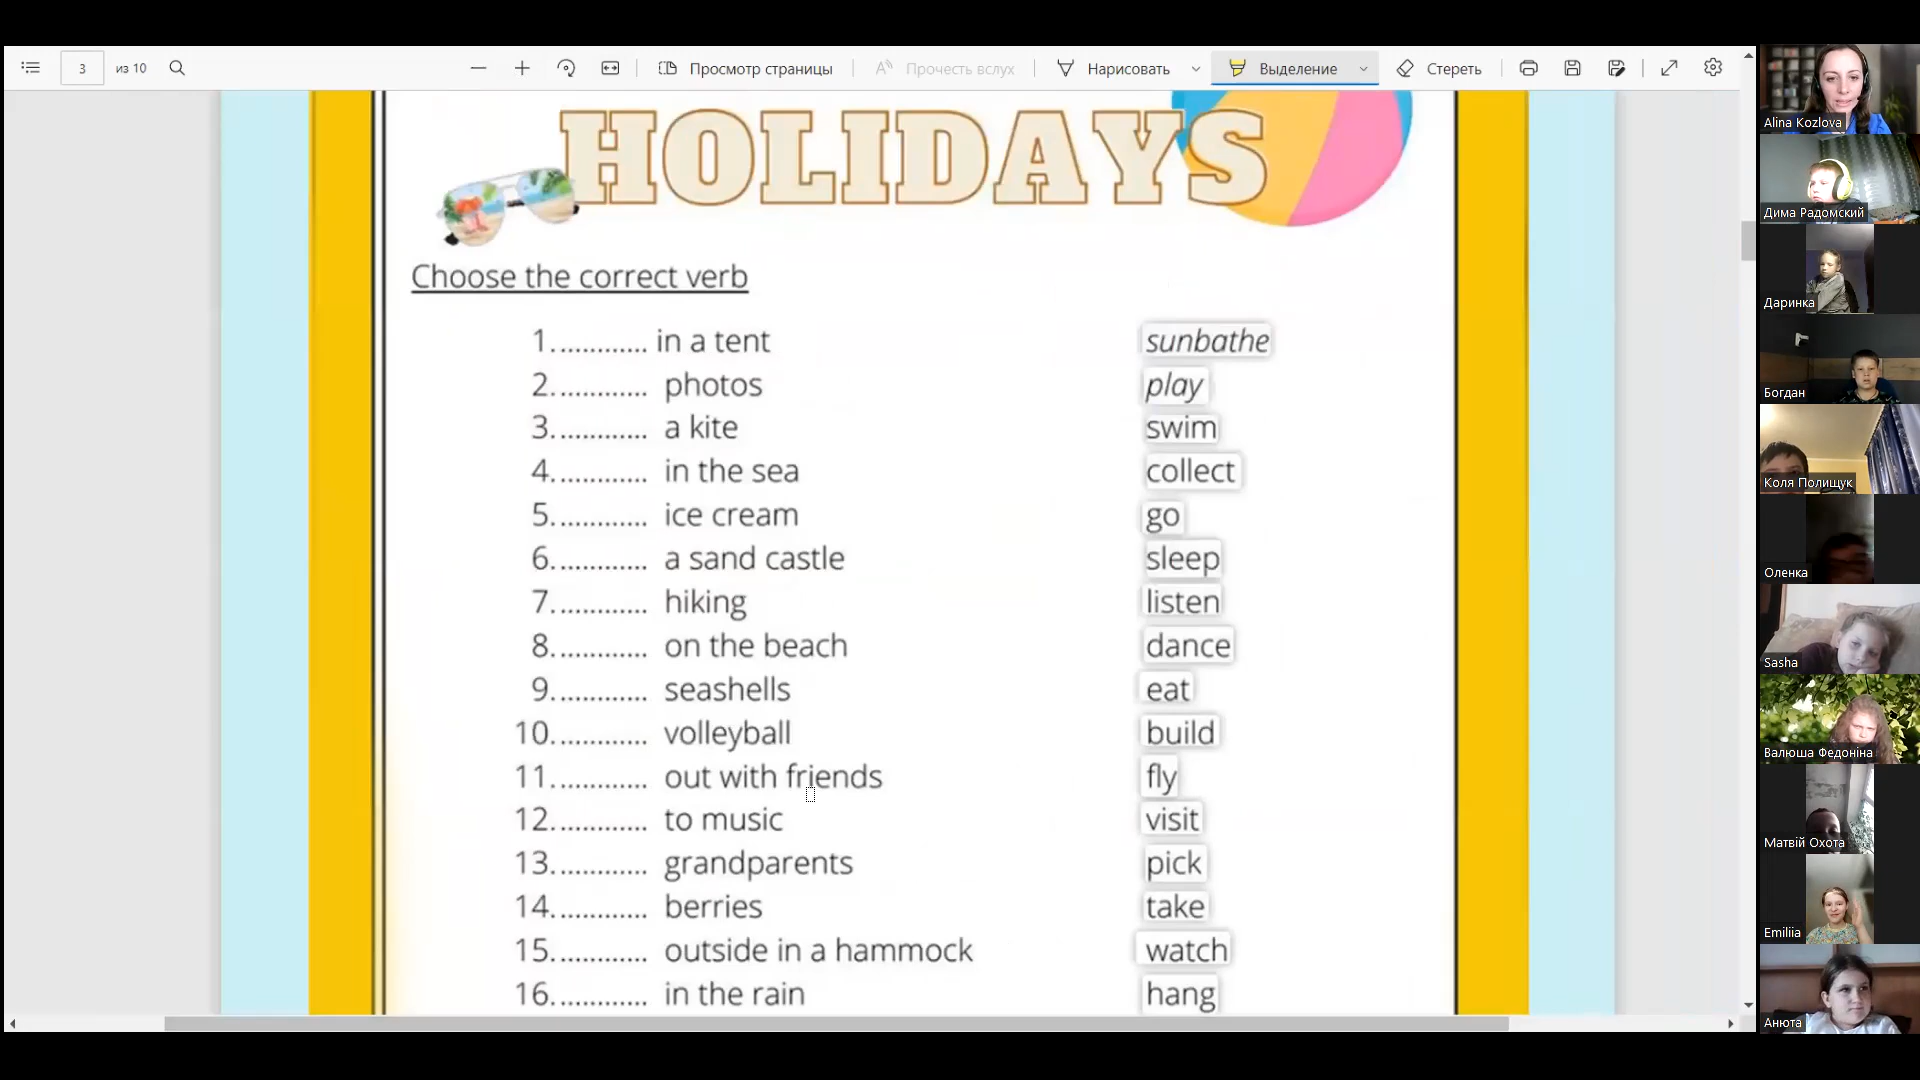 3 из 10 Просмотр страницы Прочесть вслух Нарисовать Выделение Стереть
HOLIDAYS
Choose the correct verb
1............. in a tent sunbathe
2............. photos play
3............. a kite swim
4............. in the sea collect
5............. ice cream go
6............. a sand castle sleep
7............. hiking listen
8............. on the beach dance
9............. seashells eat
10............. volleyball build
11............. out with friends fly
12............. to music visit
13............. grandparents pick
14............. berries take
15............. outside in a hammock watch
16............. in the rain hang
Alina Kozlova
Дима Радомский
Даринка
Богдан
Коля Полищук
Оленка
Sasha
Валюша Федоніна
Матвій Охота
Emiliia
Анюта